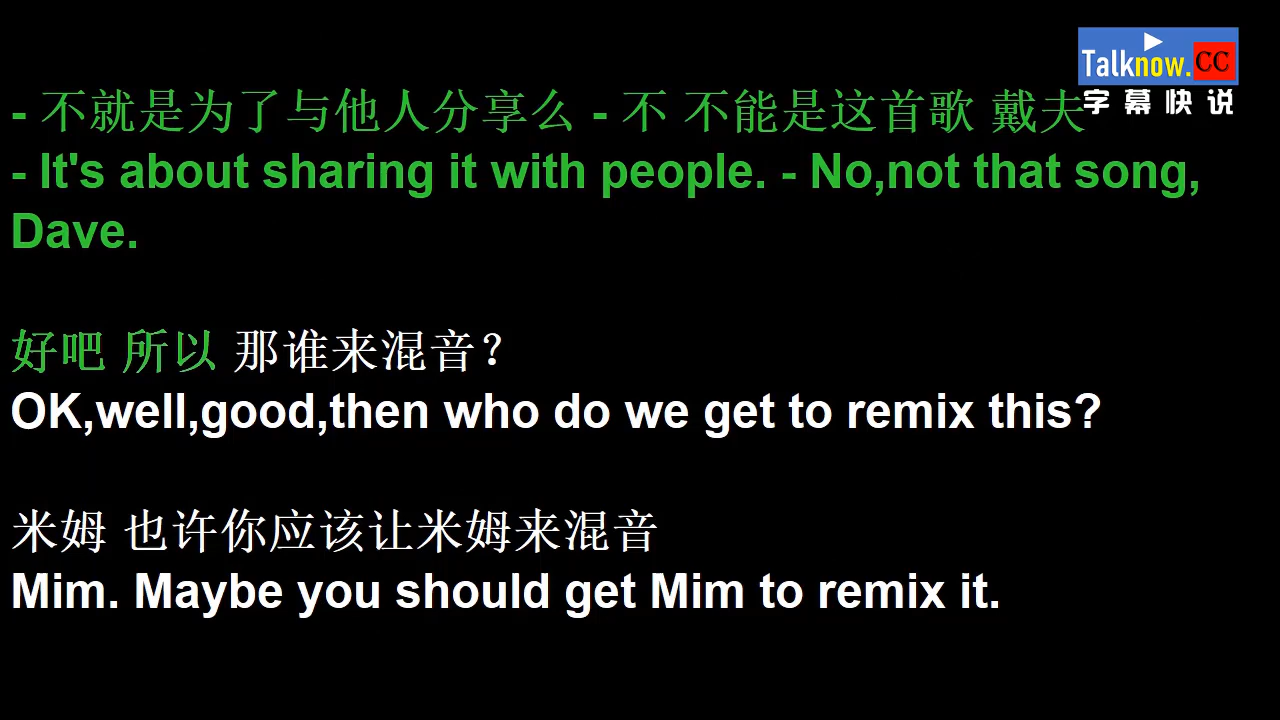 Talknow.CC
字幕快说
- 不就是为了与他人分享么 - 不 不能是这首歌 戴夫
- It's about sharing it with people. - No,not that song,
Dave.
好吧 所以 那谁来混音？
OK,well,good,then who do we get to remix this?
米姆 也许你应该让米姆来混音
Mim. Maybe you should get Mim to remix it.